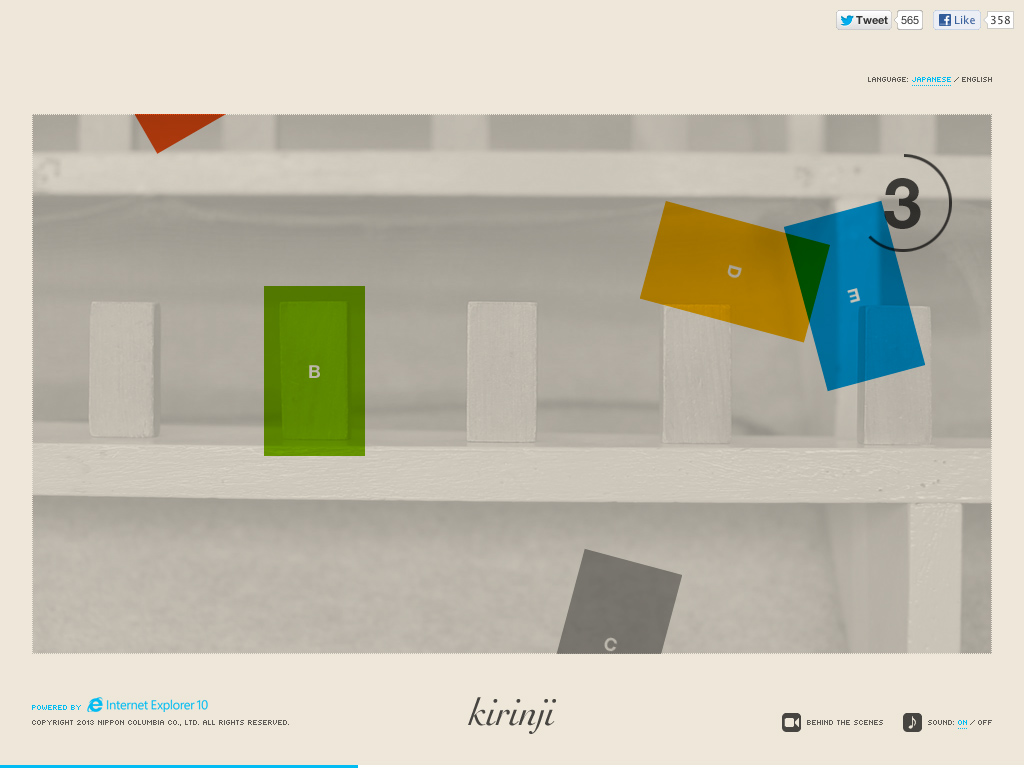 Tweet 565 Like 358
LANGUAGE: JAPANESE / ENGLISH
3
D
E
B
C
POWERED BY Internet Explorer 10
COPYRIGHT 2013 NIPPON COLUMBIA CO., LTD. ALL RIGHTS RESERVED.
kirinji
BEHIND THE SCENES SOUND: ON / OFF